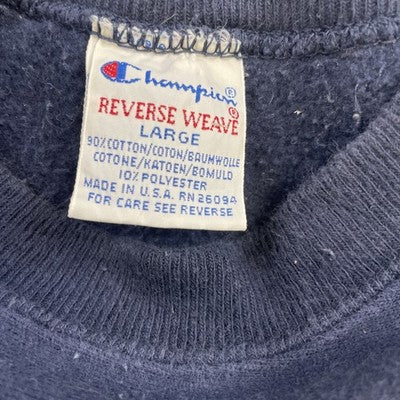 Champion®
REVERSE WEAVE®
LARGE
90% COTTON/COTON/BAUMWOLLE
COTONE/KATOEN/BOMULD
10% POLYESTER
MADE IN U.S.A. RN 26094
FOR CARE SEE REVERSE